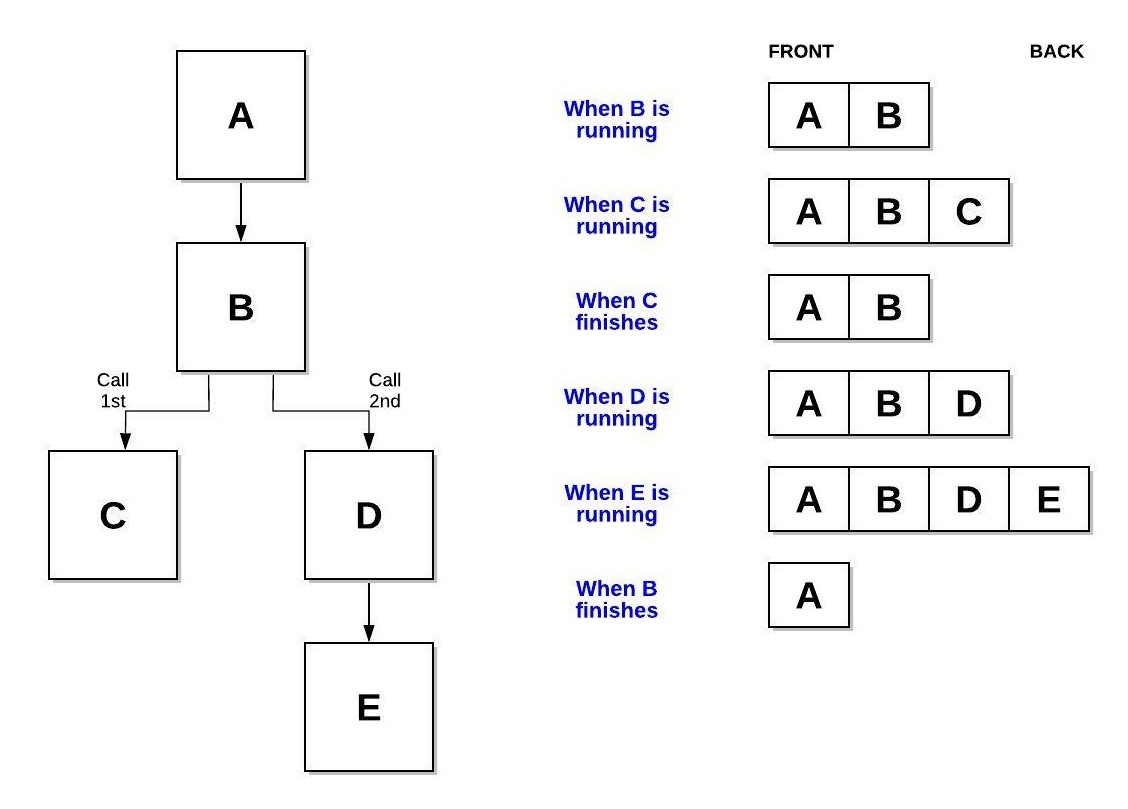 A
B
Call
1st
Call
2nd
C
D
E
FRONT BACK
When B is
running
A B
When C is
running
A B C
When C
finishes
A B
When D is
running
A B D
When E is
running
A B D E
When B
finishes
A